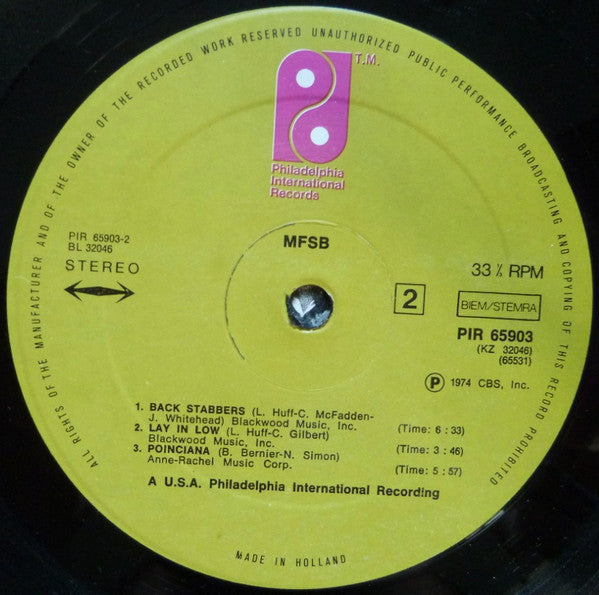 ALL RIGHTS OF THE MANUFACTURER AND OF THE OWNER OF THE RECORDED WORK RESERVED UNAUTHORIZED PUBLIC PERFORMANCE BROADCASTING AND COPYING OF THIS RECORD PROHIBITED
T.M.
Philadelphia
International
Records
MFSB
PIR 65903-2
BL 32046
STEREO
33⅓ RPM
2
BIEM/STEMRA
PIR 65903
(KZ 32046)
(65531)
Ⓟ 1974 CBS, Inc.
1. BACK STABBERS (L. Huff-C. McFadden-
J. Whitehead) Blackwood Music, Inc. (Time: 6 : 33)
2. LAY IN LOW (L. Huff-C. Gilbert)
Blackwood Music, Inc. (Time: 3 : 46)
3. POINCIANA (B. Bernier-N. Simon)
Anne-Rachel Music Corp. (Time: 5 : 57)
A U.S.A. Philadelphia International Recording
MADE IN HOLLAND